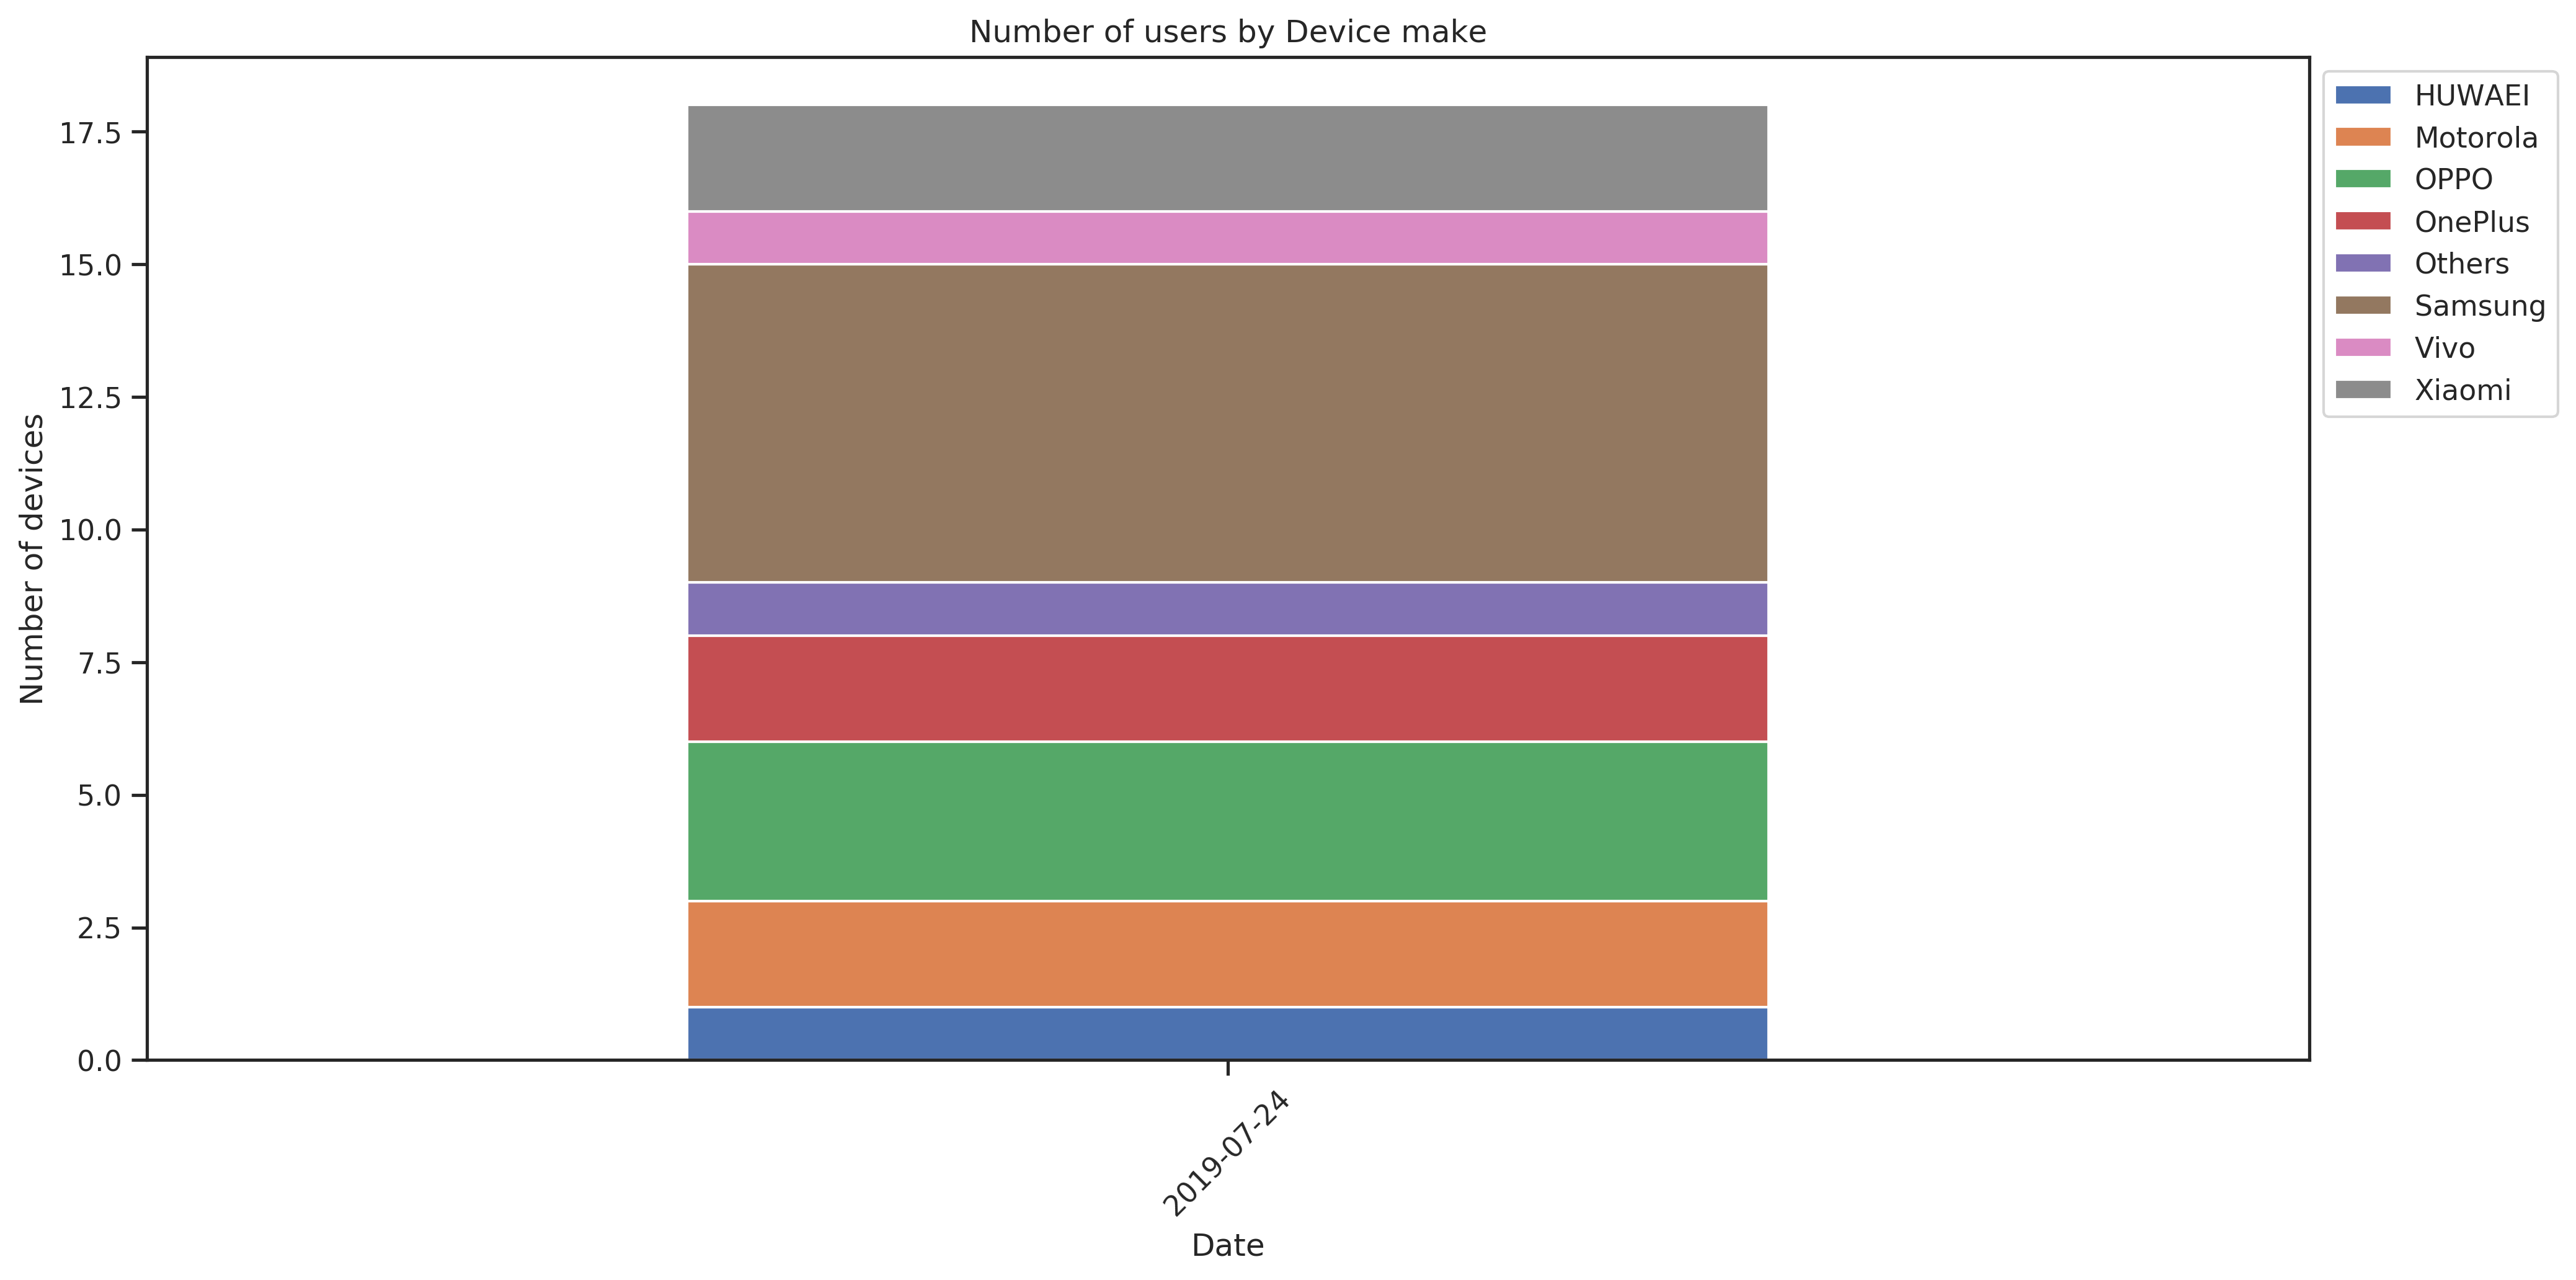 Number of users by Device make
17.5
15.0
12.5
10.0
7.5
5.0
2.5
0.0
Number of devices
2019-07-24
Date
HUWAEI
Motorola
OPPO
OnePlus
Others
Samsung
Vivo
Xiaomi